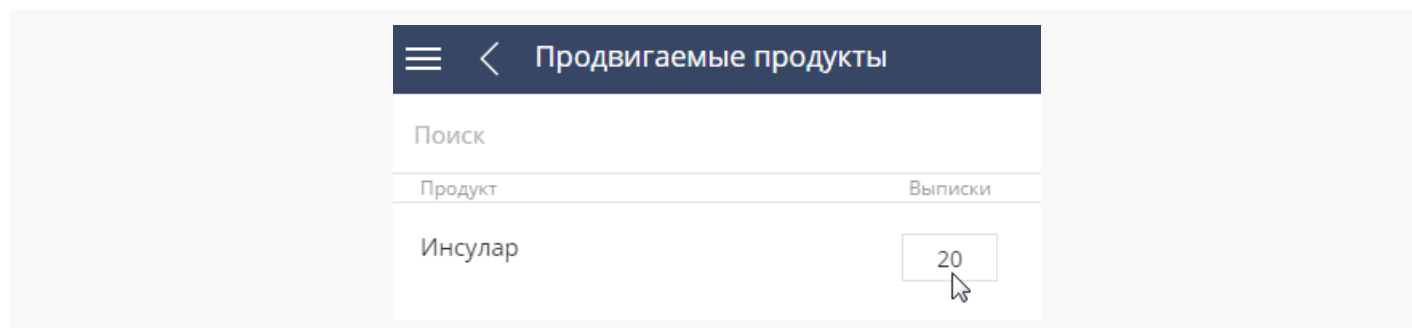 Продвигаемые продукты
Поиск
Продукт Выписки
Инсулар 20